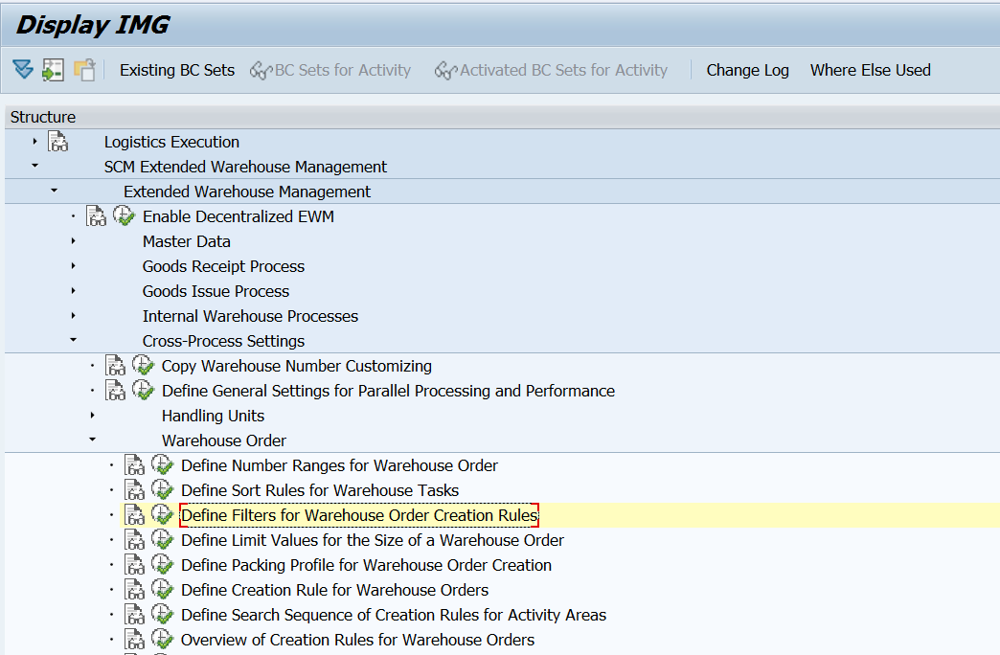 Display IMG
Existing BC Sets BC Sets for Activity Activated BC Sets for Activity Change Log Where Else Used
Structure
Logistics Execution
SCM Extended Warehouse Management
Extended Warehouse Management
Enable Decentralized EWM
Master Data
Goods Receipt Process
Goods Issue Process
Internal Warehouse Processes
Cross-Process Settings
Copy Warehouse Number Customizing
Define General Settings for Parallel Processing and Performance
Handling Units
Warehouse Order
Define Number Ranges for Warehouse Order
Define Sort Rules for Warehouse Tasks
Define Filters for Warehouse Order Creation Rules
Define Limit Values for the Size of a Warehouse Order
Define Packing Profile for Warehouse Order Creation
Define Creation Rule for Warehouse Orders
Define Search Sequence of Creation Rules for Activity Areas
Overview of Creation Rules for Warehouse Orders